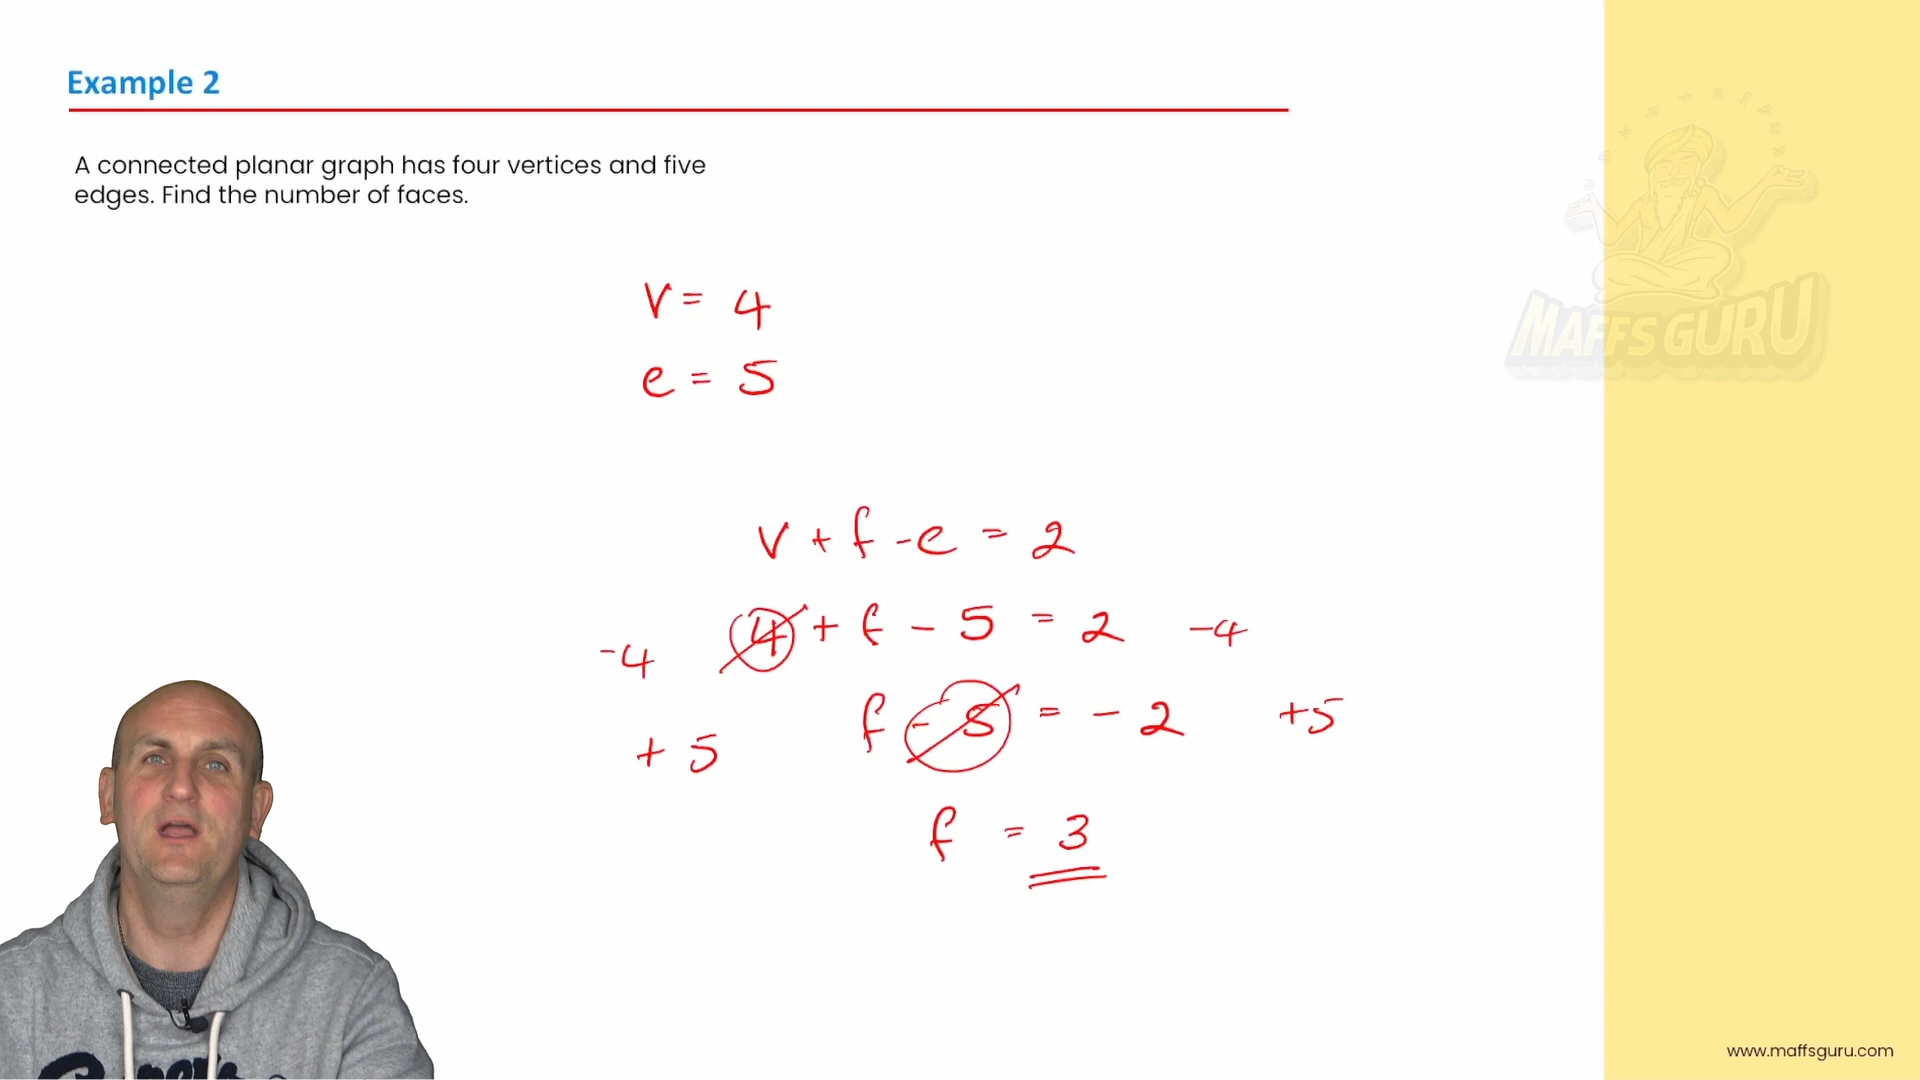 Example 2
A connected planar graph has four vertices and five
edges. Find the number of faces.
v = 4
e = 5
v + f - e = 2
-4 4 + f - 5 = 2 -4
+ 5 f - 5 = - 2 +5
f = 3
MAFFS GURU
www.maffsguru.com